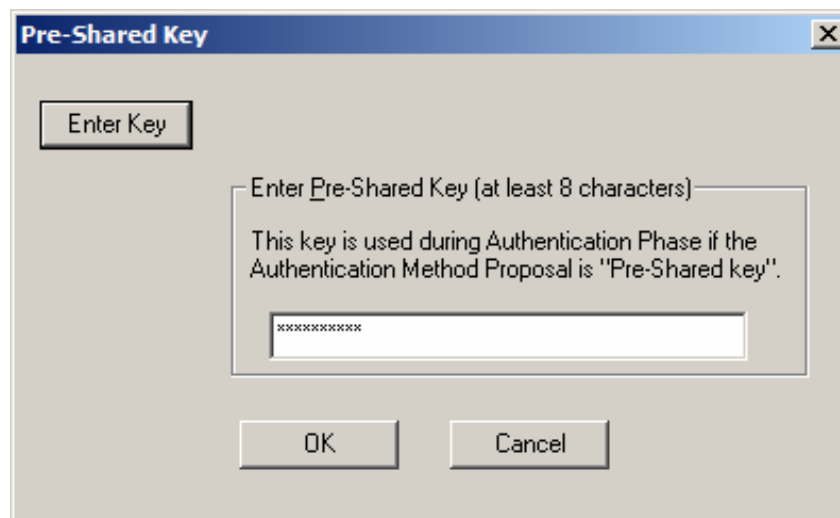 Pre-Shared Key
Enter Key
Enter Pre-Shared Key (at least 8 characters)
This key is used during Authentication Phase if the
Authentication Method Proposal is "Pre-Shared key".
××××××××××
OK Cancel